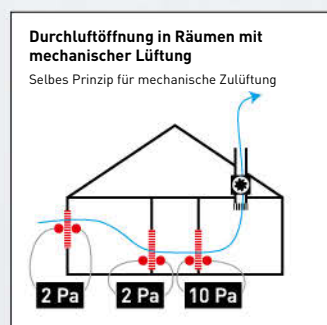 Durchluftöffnung in Räumen mit
mechanischer Lüftung
Selbes Prinzip für mechanische Zulüftung
2 Pa 2 Pa 10 Pa